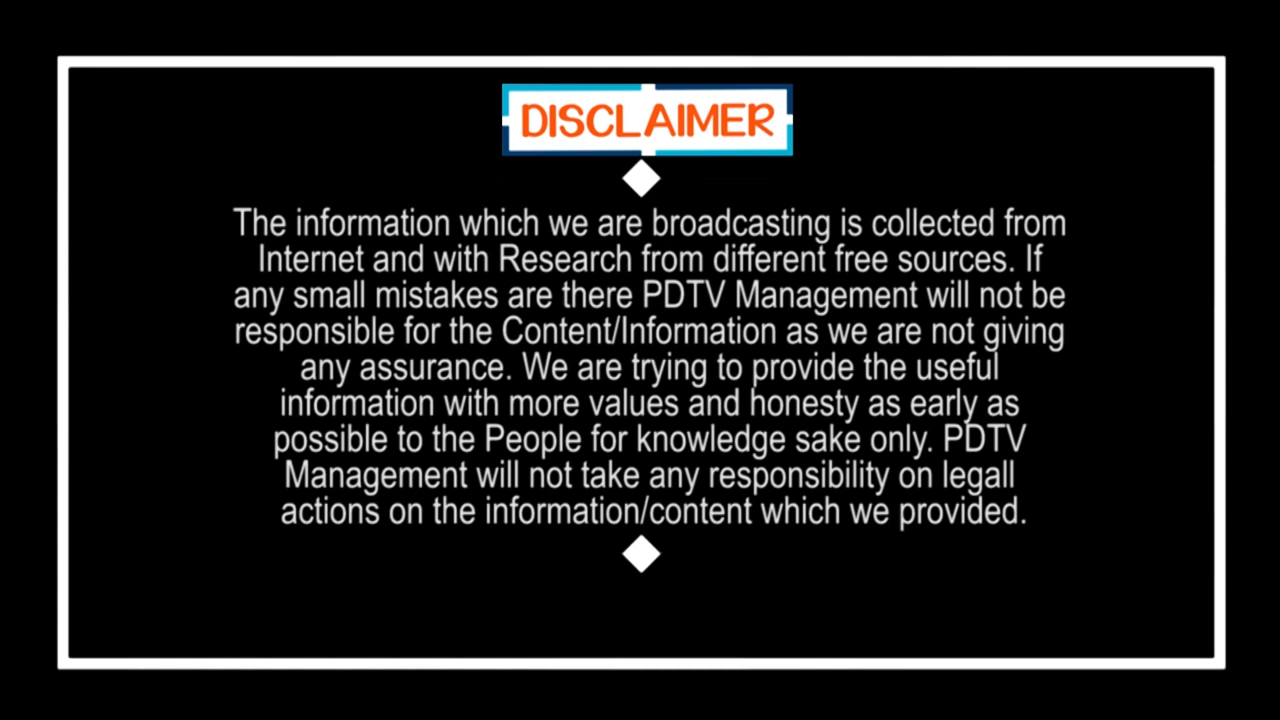 DISCLAIMER
The information which we are broadcasting is collected from
Internet and with Research from different free sources. If
any small mistakes are there PDTV Management will not be
responsible for the Content/Information as we are not giving
any assurance. We are trying to provide the useful
information with more values and honesty as early as
possible to the People for knowledge sake only. PDTV
Management will not take any responsibility on legall
actions on the information/content which we provided.